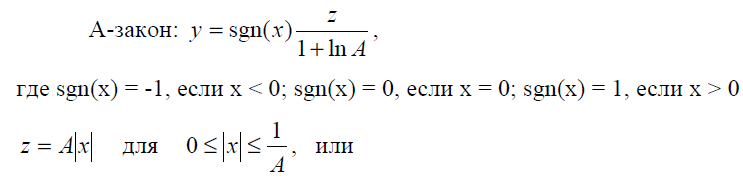 А-закон: y = sgn(x) z / (1 + ln A) ,
где sgn(x) = -1, если x < 0; sgn(x) = 0, если x = 0; sgn(x) = 1, если x > 0
z = A|x| для 0 ≤ |x| ≤ 1/A , или